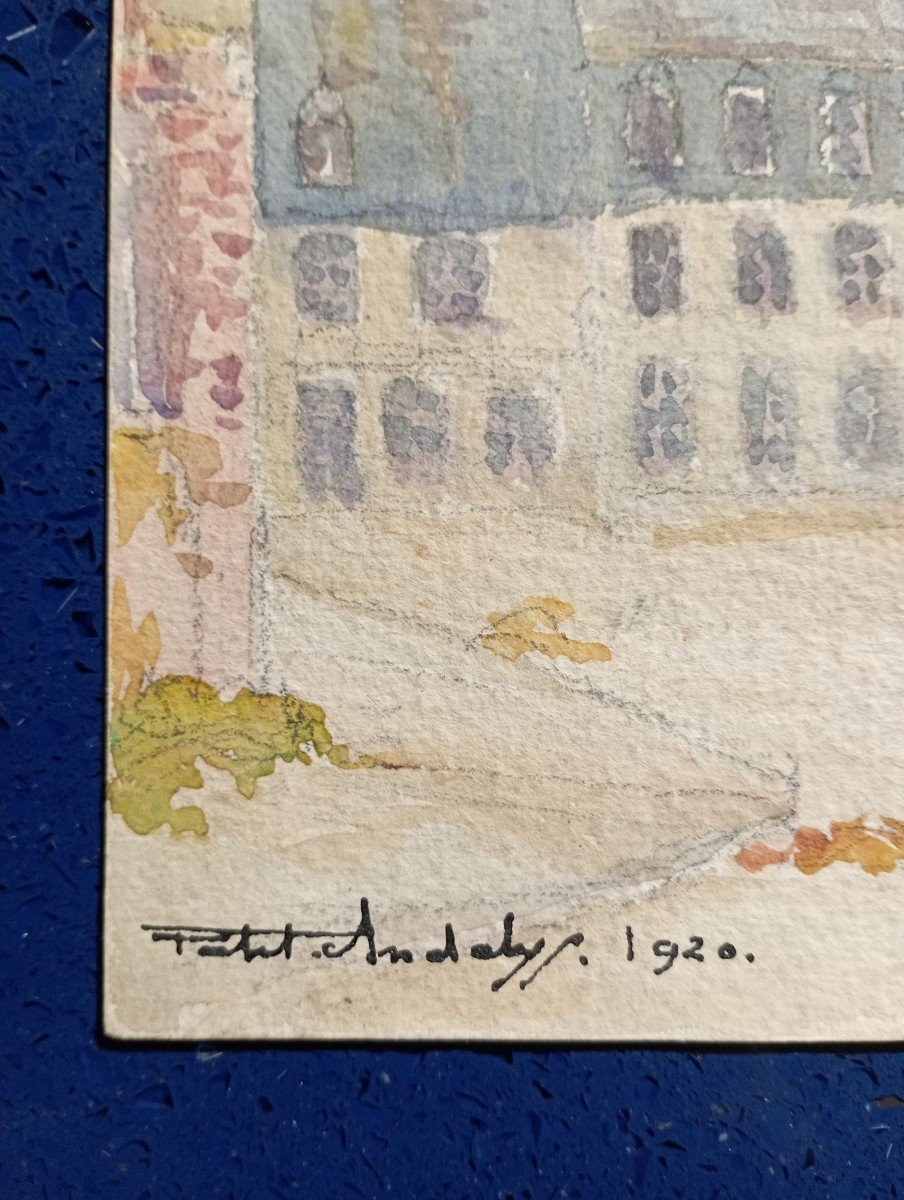 Petit. Andelys. 1920.